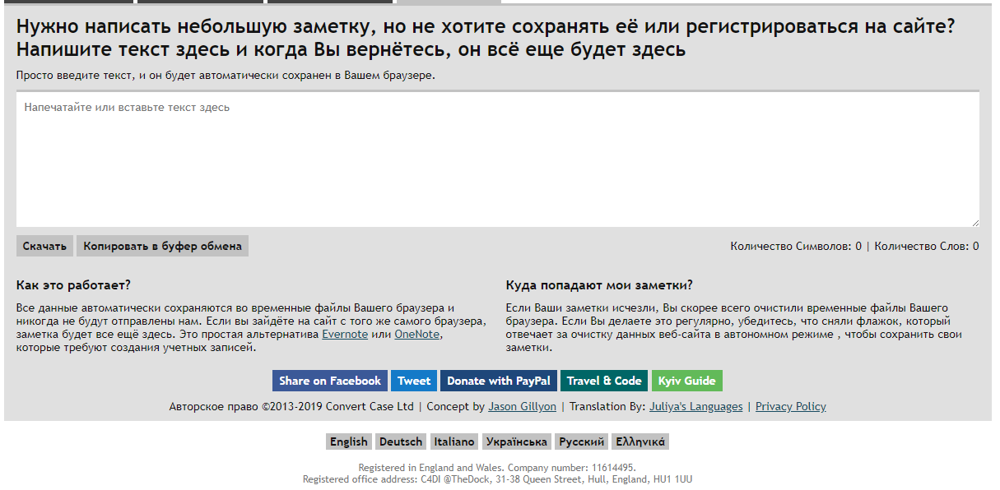 Нужно написать небольшую заметку, но не хотите сохранять её или регистрироваться на сайте?
Напишите текст здесь и когда Вы вернётесь, он всё еще будет здесь
Просто введите текст, и он будет автоматически сохранен в Вашем браузере.
Напечатайте или вставьте текст здесь
Скачать Копировать в буфер обмена Количество Символов: 0 | Количество Слов: 0
Как это работает?
Все данные автоматически сохраняются во временные файлы Вашего браузера и
никогда не будут отправлены нам. Если вы зайдёте на сайт с того же самого браузера,
заметка будет все ещё здесь. Это простая альтернатива Evernote или OneNote,
которые требуют создания учетных записей.
Куда попадают мои заметки?
Если Ваши заметки исчезли, Вы скорее всего очистили временные файлы Вашего
браузера. Если Вы делаете это регулярно, убедитесь, что сняли флажок, который
отвечает за очистку данных веб-сайта в автономном режиме , чтобы сохранить свои
заметки.
Share on Facebook Tweet Donate with PayPal Travel & Code Kyiv Guide
Авторское право ©2013-2019 Convert Case Ltd | Concept by Jason Gillyon | Translation By: Juliya's Languages | Privacy Policy
English Deutsch Italiano Українська Русский Ελληνικά
Registered in England and Wales. Company number: 11614495.
Registered office address: C4DI @TheDock, 31-38 Queen Street, Hull, England, HU1 1UU